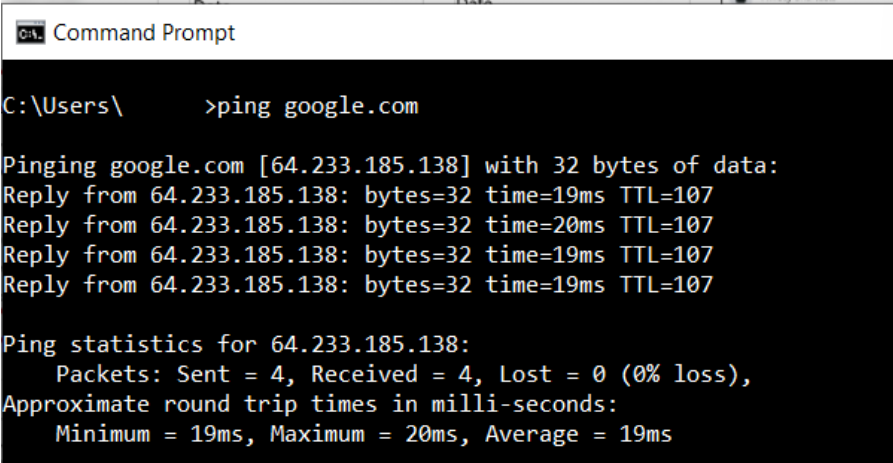 Command Prompt
C:\Users\ >ping google.com
Pinging google.com [64.233.185.138] with 32 bytes of data:
Reply from 64.233.185.138: bytes=32 time=19ms TTL=107
Reply from 64.233.185.138: bytes=32 time=20ms TTL=107
Reply from 64.233.185.138: bytes=32 time=19ms TTL=107
Reply from 64.233.185.138: bytes=32 time=19ms TTL=107
Ping statistics for 64.233.185.138:
Packets: Sent = 4, Received = 4, Lost = 0 (0% loss),
Approximate round trip times in milli-seconds:
Minimum = 19ms, Maximum = 20ms, Average = 19ms